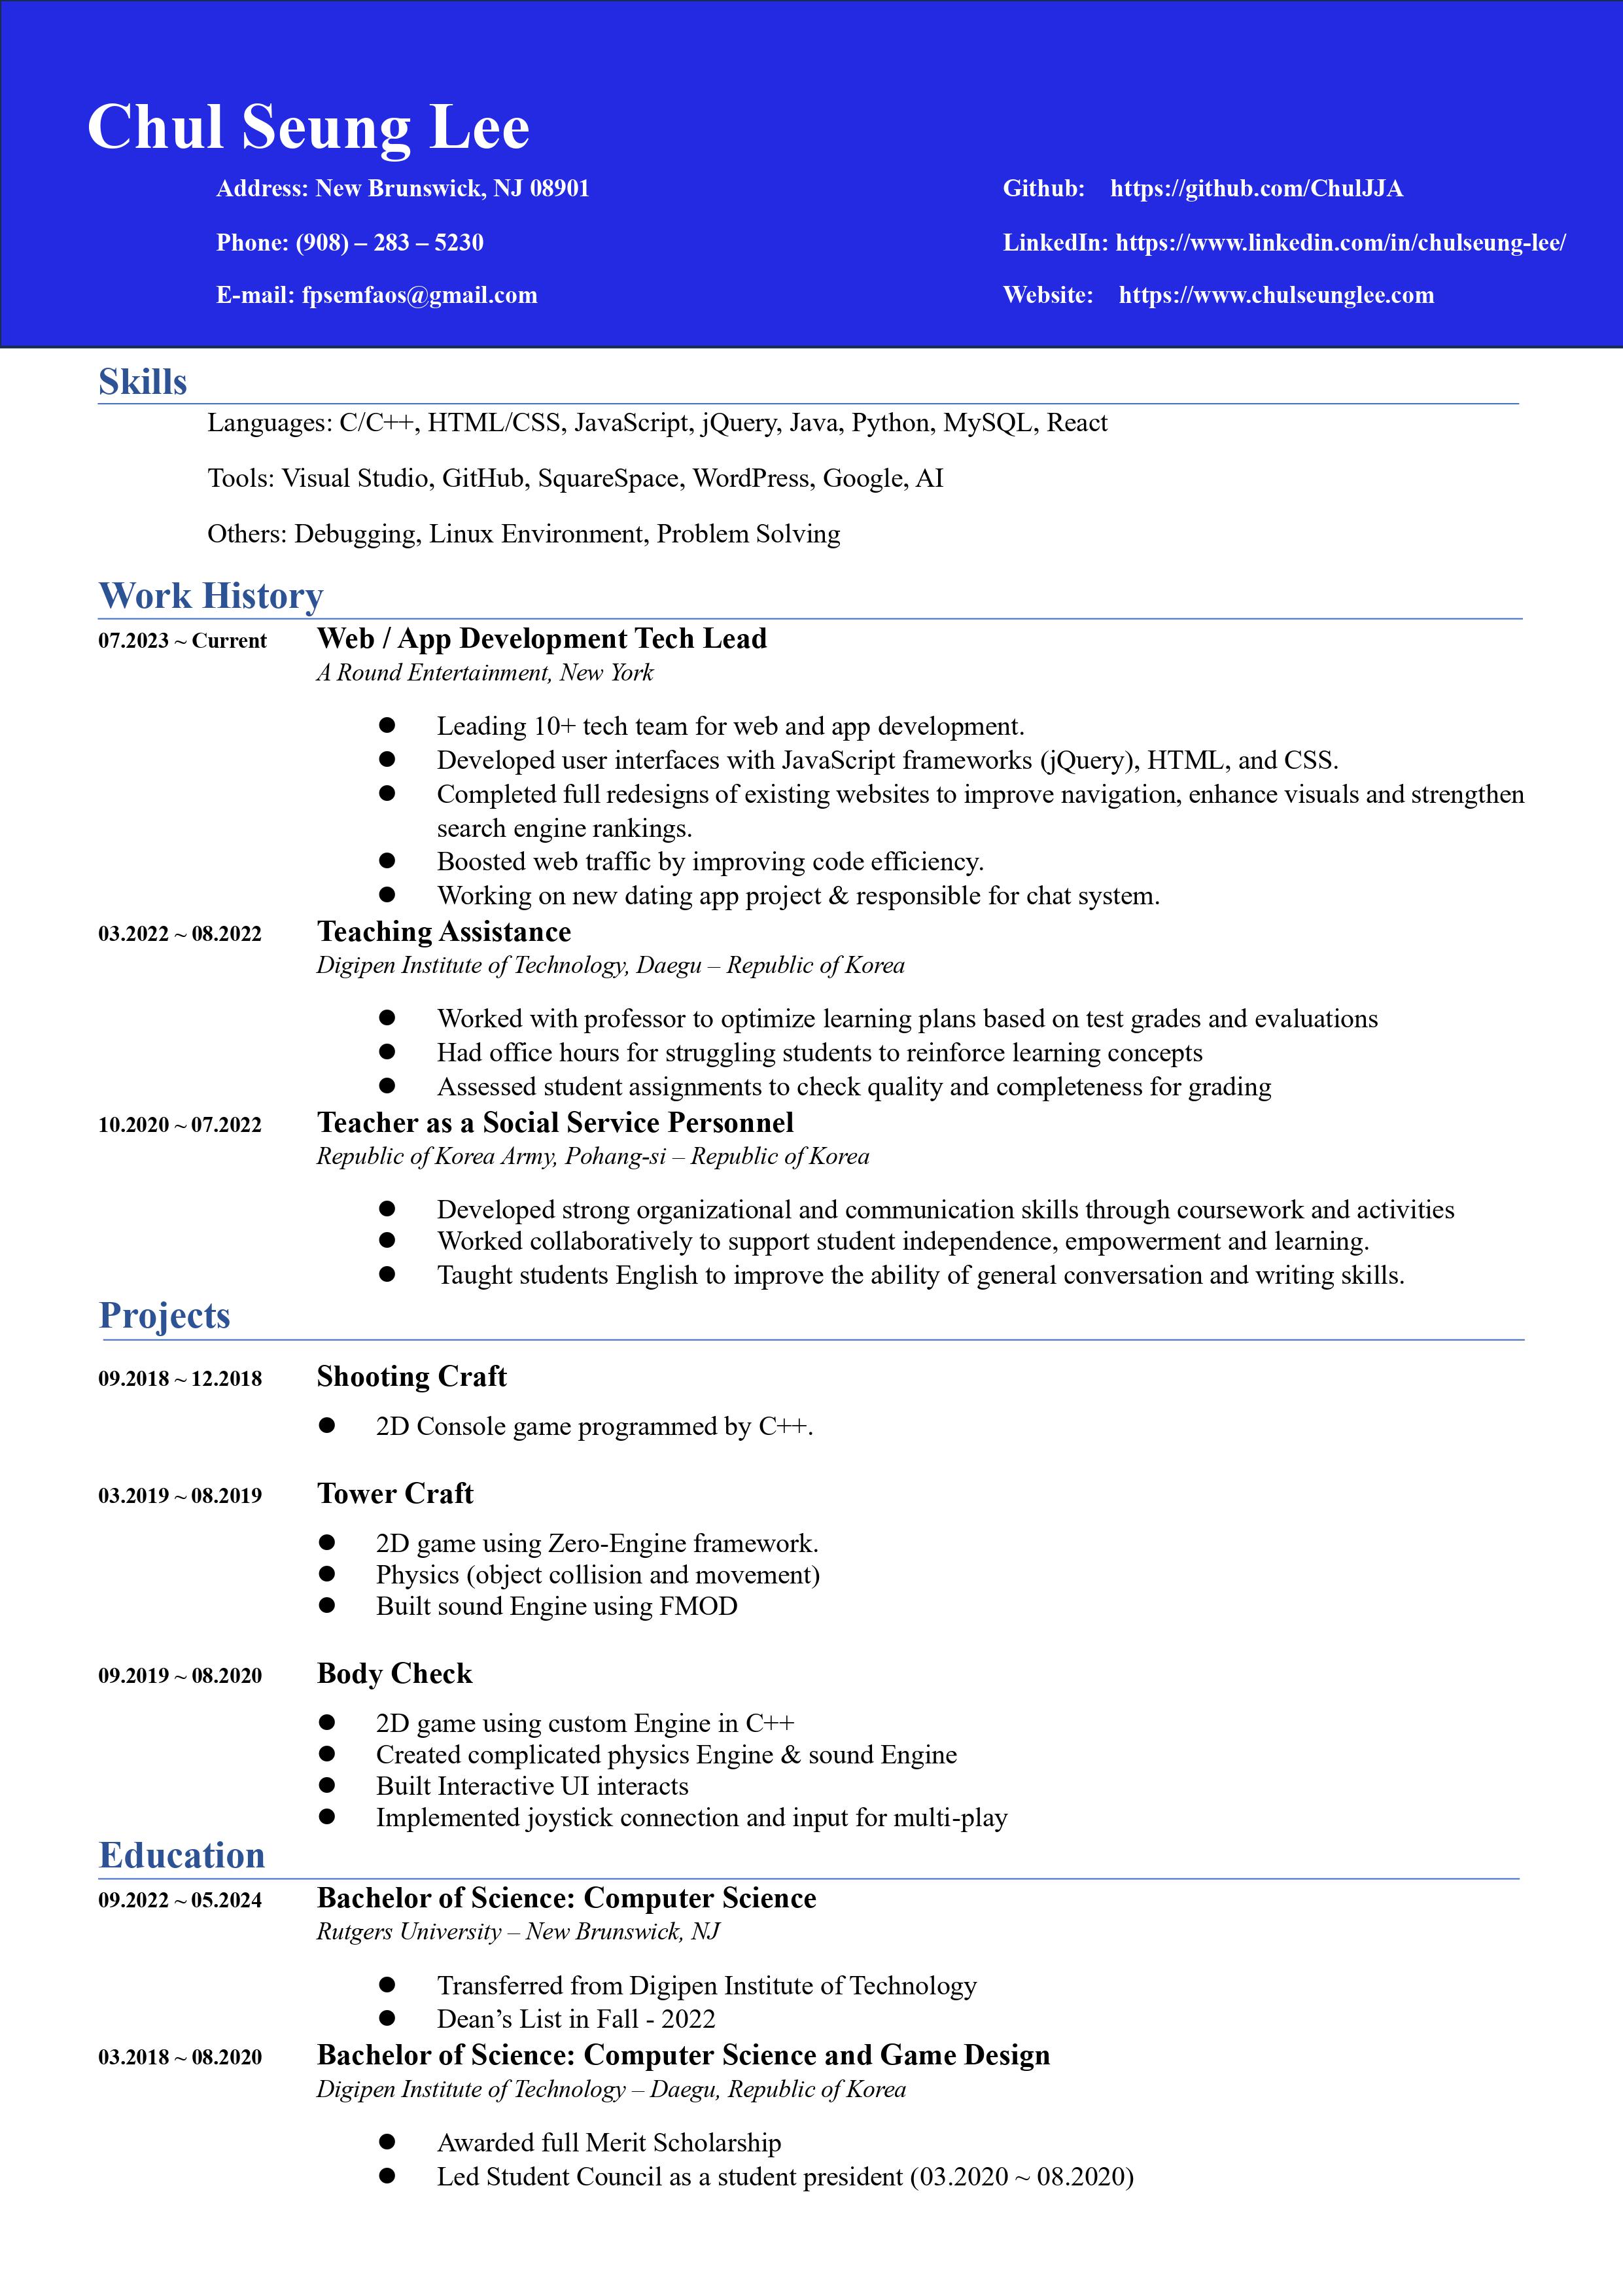 Chul Seung Lee
Address: New Brunswick, NJ 08901
Phone: (908) – 283 – 5230
E-mail: fpsemfaos@gmail.com
Github: https://github.com/ChulJJA
LinkedIn: https://www.linkedin.com/in/chulseung-lee/
Website: https://www.chulseunglee.com
Skills
Languages: C/C++, HTML/CSS, JavaScript, jQuery, Java, Python, MySQL, React
Tools: Visual Studio, GitHub, SquareSpace, WordPress, Google, AI
Others: Debugging, Linux Environment, Problem Solving
Work History
07.2023 ~ Current Web / App Development Tech Lead
A Round Entertainment, New York
● Leading 10+ tech team for web and app development.
● Developed user interfaces with JavaScript frameworks (jQuery), HTML, and CSS.
● Completed full redesigns of existing websites to improve navigation, enhance visuals and strengthen
search engine rankings.
● Boosted web traffic by improving code efficiency.
● Working on new dating app project & responsible for chat system.
03.2022 ~ 08.2022 Teaching Assistance
Digipen Institute of Technology, Daegu – Republic of Korea
● Worked with professor to optimize learning plans based on test grades and evaluations
● Had office hours for struggling students to reinforce learning concepts
● Assessed student assignments to check quality and completeness for grading
10.2020 ~ 07.2022 Teacher as a Social Service Personnel
Republic of Korea Army, Pohang-si – Republic of Korea
● Developed strong organizational and communication skills through coursework and activities
● Worked collaboratively to support student independence, empowerment and learning.
● Taught students English to improve the ability of general conversation and writing skills.
Projects
09.2018 ~ 12.2018 Shooting Craft
● 2D Console game programmed by C++.
03.2019 ~ 08.2019 Tower Craft
● 2D game using Zero-Engine framework.
● Physics (object collision and movement)
● Built sound Engine using FMOD
09.2019 ~ 08.2020 Body Check
● 2D game using custom Engine in C++
● Created complicated physics Engine & sound Engine
● Built Interactive UI interacts
● Implemented joystick connection and input for multi-play
Education
09.2022 ~ 05.2024 Bachelor of Science: Computer Science
Rutgers University – New Brunswick, NJ
● Transferred from Digipen Institute of Technology
● Dean’s List in Fall - 2022
03.2018 ~ 08.2020 Bachelor of Science: Computer Science and Game Design
Digipen Institute of Technology – Daegu, Republic of Korea
● Awarded full Merit Scholarship
● Led Student Council as a student president (03.2020 ~ 08.2020)